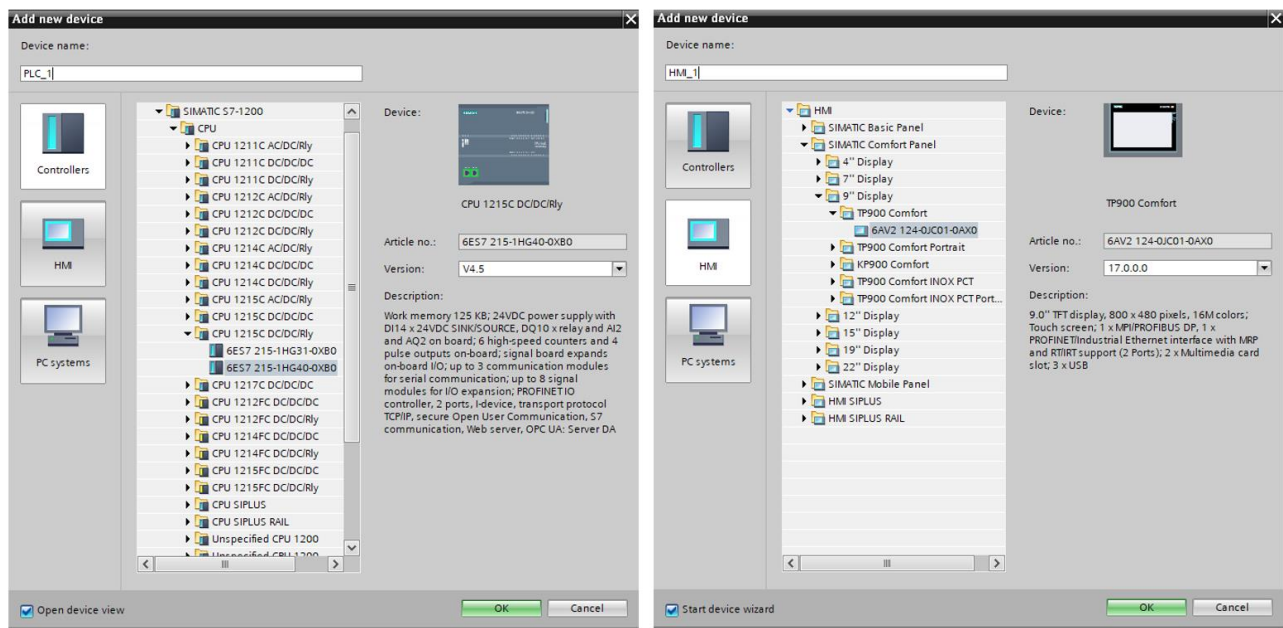 Add new device
Device name:
PLC_1
Controllers
HMI
PC systems
SIMATIC S7-1200
CPU
CPU 1211C AC/DC/Rly
CPU 1211C DC/DC/DC
CPU 1211C DC/DC/Rly
CPU 1212C AC/DC/Rly
CPU 1212C DC/DC/DC
CPU 1212C DC/DC/Rly
CPU 1214C AC/DC/Rly
CPU 1214C DC/DC/DC
CPU 1214C DC/DC/Rly
CPU 1215C AC/DC/Rly
CPU 1215C DC/DC/DC
CPU 1215C DC/DC/Rly
6ES7 215-1HG31-0XB0
6ES7 215-1HG40-0XB0
CPU 1217C DC/DC/DC
CPU 1212FC DC/DC/DC
CPU 1212FC DC/DC/Rly
CPU 1214FC DC/DC/DC
CPU 1214FC DC/DC/Rly
CPU 1215FC DC/DC/DC
CPU 1215FC DC/DC/Rly
CPU SIPLUS
CPU SIPLUS RAIL
Unspecified CPU 1200
Unspecified CPU 1200
Device:
CPU 1215C DC/DC/Rly
Article no.: 6ES7 215-1HG40-0XB0
Version: V4.5
Description:
Work memory 125 KB; 24VDC power supply with
DI14 x 24VDC SINK/SOURCE, DQ10 x relay and AI2
and AQ2 on board; 6 high-speed counters and 4
pulse outputs on-board; signal board expands
on-board I/O; up to 3 communication modules
for serial communication; up to 8 signal
modules for I/O expansion; PROFINET IO
controller, 2 ports, I-device, transport protocol
TCP/IP, secure Open User Communication, S7
communication, Web server, OPC UA: Server DA
Open device view
OK
Cancel
Add new device
Device name:
HMI_1
Controllers
HMI
PC systems
HMI
SIMATIC Basic Panel
SIMATIC Comfort Panel
4" Display
7" Display
9" Display
TP900 Comfort
6AV2 124-0JC01-0AX0
TP900 Comfort Portrait
KP900 Comfort
TP900 Comfort INOX PCT
TP900 Comfort INOX PCT Port...
12" Display
15" Display
19" Display
22" Display
SIMATIC Mobile Panel
HMI SIPLUS
HMI SIPLUS RAIL
Device:
TP900 Comfort
Article no.: 6AV2 124-0JC01-0AX0
Version: 17.0.0.0
Description:
9.0" TFT display, 800 x 480 pixels, 16M colors;
Touch screen; 1 x MPI/PROFIBUS DP, 1 x
PROFINET/Industrial Ethernet interface with MRP
and RT/IRT support (2 Ports); 2 x Multimedia card
slot; 3 x USB
Start device wizard
OK
Cancel